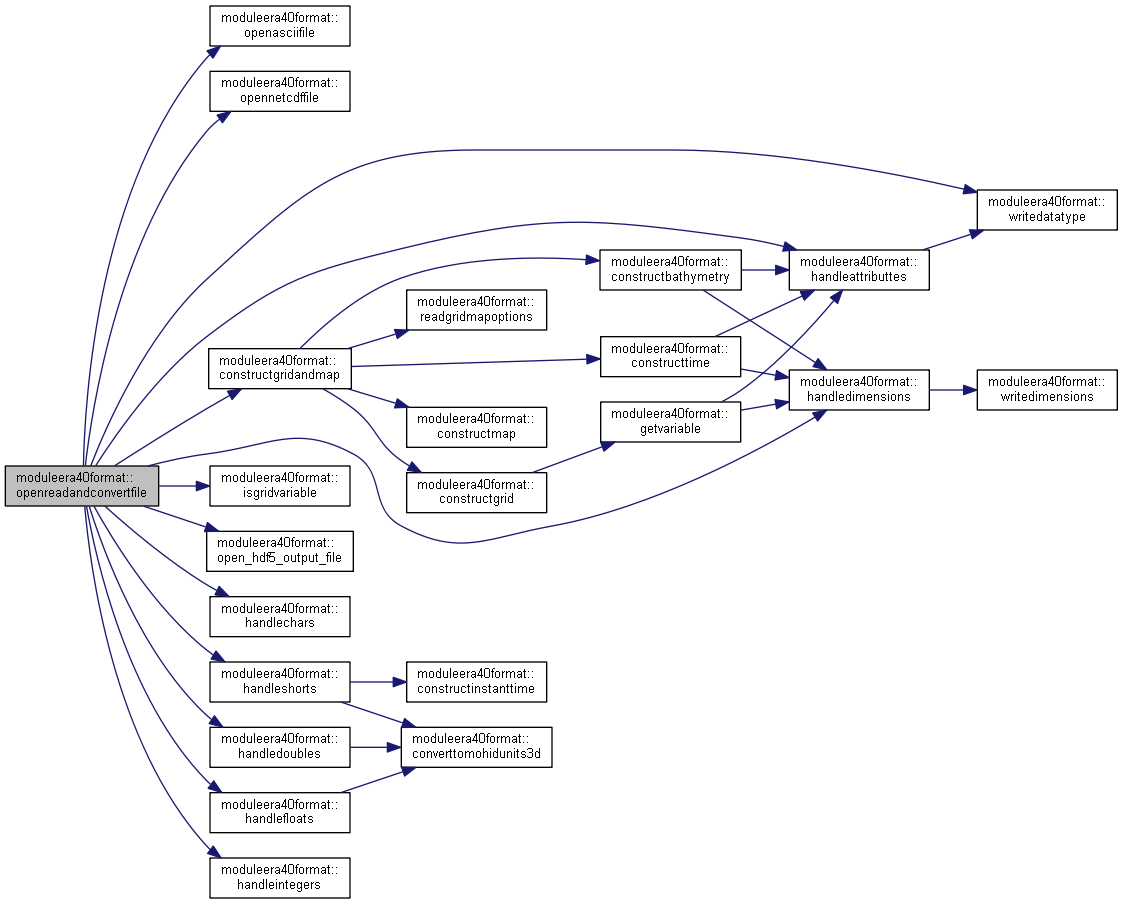 moduleera40format::
openasciifile
moduleera40format::
opennetcdffile
moduleera40format::
writedatatype
moduleera40format::
constructbathymetry
moduleera40format::
handleattributtes
moduleera40format::
readgridmapoptions
moduleera40format::
constructgridandmap
moduleera40format::
constructtime
moduleera40format::
handledimensions
moduleera40format::
writedimensions
moduleera40format::
constructmap
moduleera40format::
getvariable
moduleera40format::
openreadandconvertfile
moduleera40format::
isgridvariable
moduleera40format::
constructgrid
moduleera40format::
open_hdf5_output_file
moduleera40format::
handlechars
moduleera40format::
handleshorts
moduleera40format::
constructinstanttime
moduleera40format::
handledoubles
moduleera40format::
converttomohidunits3d
moduleera40format::
handlefloats
moduleera40format::
handleintegers